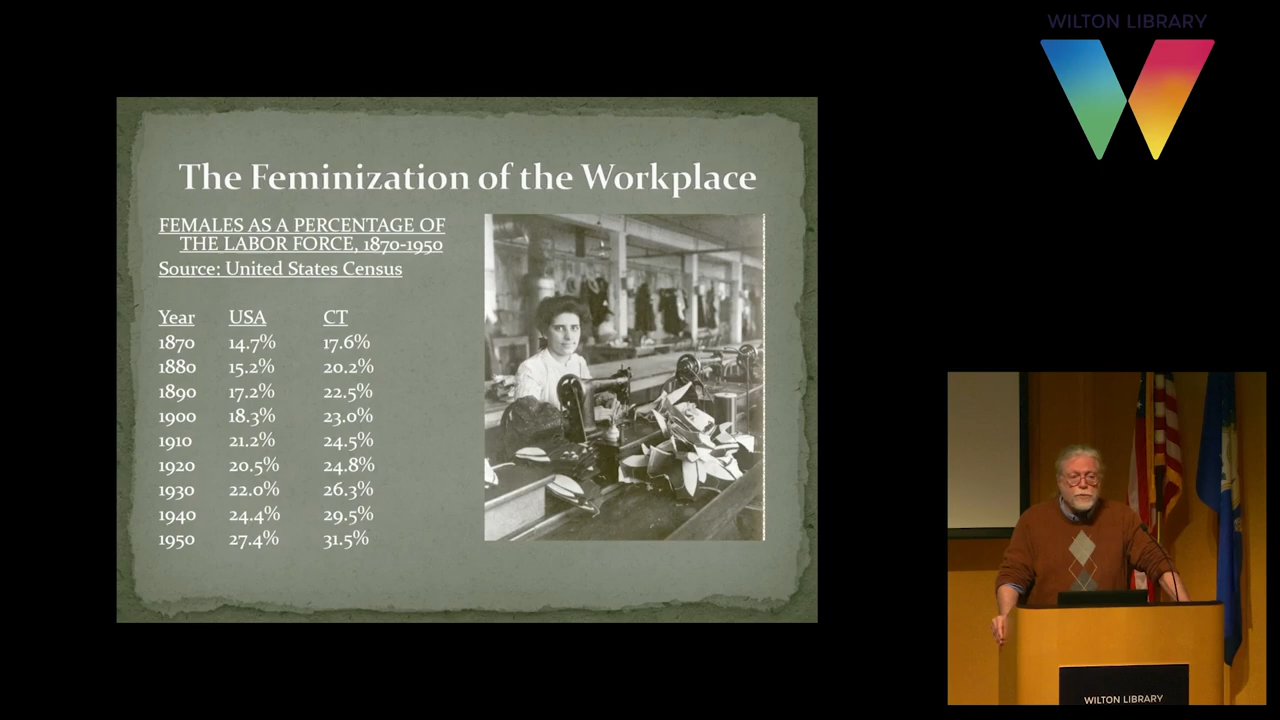 WILTON LIBRARY
The Feminization of the Workplace
FEMALES AS A PERCENTAGE OF
THE LABOR FORCE, 1870-1950
Source: United States Census
Year USA CT
1870 14.7% 17.6%
1880 15.2% 20.2%
1890 17.2% 22.5%
1900 18.3% 23.0%
1910 21.2% 24.5%
1920 20.5% 24.8%
1930 22.0% 26.3%
1940 24.4% 29.5%
1950 27.4% 31.5%
WILTON LIBRARY